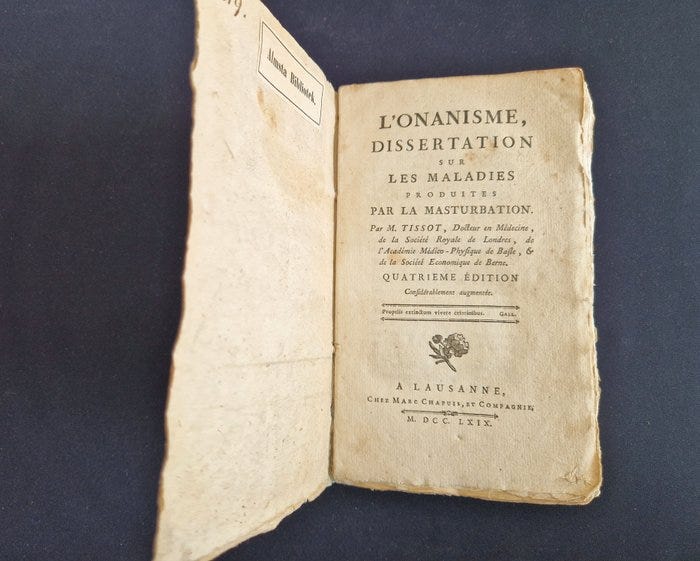 Almsta Bibliotek.
L'ONANISME,
DISSERTATION
SUR
LES MALADIES
PRODUITES
PAR LA MASTURBATION.
Par M. TISSOT, Docteur en Médecine,
de la Société Royale de Londres, de
l'Académie Médico-Physique de Basle, &
de la Société Economique de Berne.
QUATRIEME ÉDITION
Considérablement augmentée.
Propriis extinctum vivere criminibus. GALL.
A LAUSANNE,
CHEZ MARC CHAPUIS, ET COMPAGNIE,
M. DCC. LXIX.